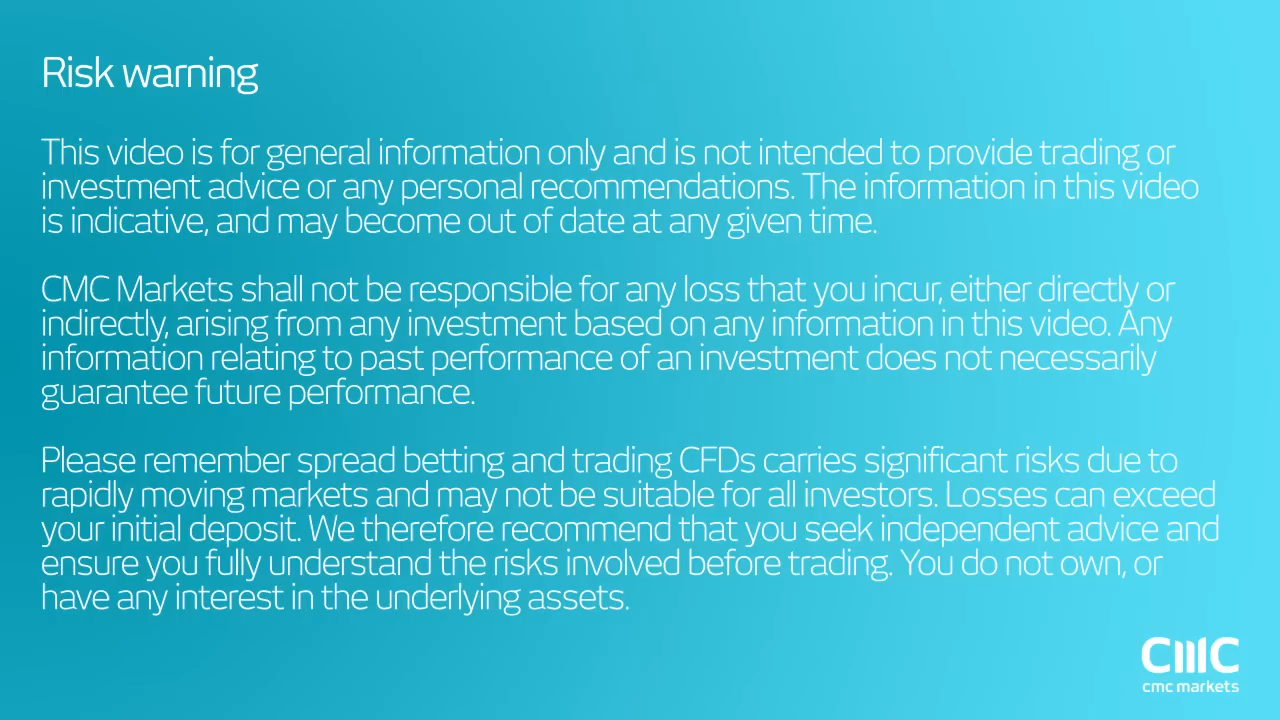 Risk warning
This video is for general information only and is not intended to provide trading or
investment advice or any personal recommendations. The information in this video
is indicative, and may become out of date at any given time.
CMC Markets shall not be responsible for any loss that you incur, either directly or
indirectly, arising from any investment based on any information in this video. Any
information relating to past performance of an investment does not necessarily
guarantee future performance.
Please remember spread betting and trading CFDs carries significant risks due to
rapidly moving markets and may not be suitable for all investors. Losses can exceed
your initial deposit. We therefore recommend that you seek independent advice and
ensure you fully understand the risks involved before trading. You do not own, or
have any interest in the underlying assets.
CMC
cmc markets